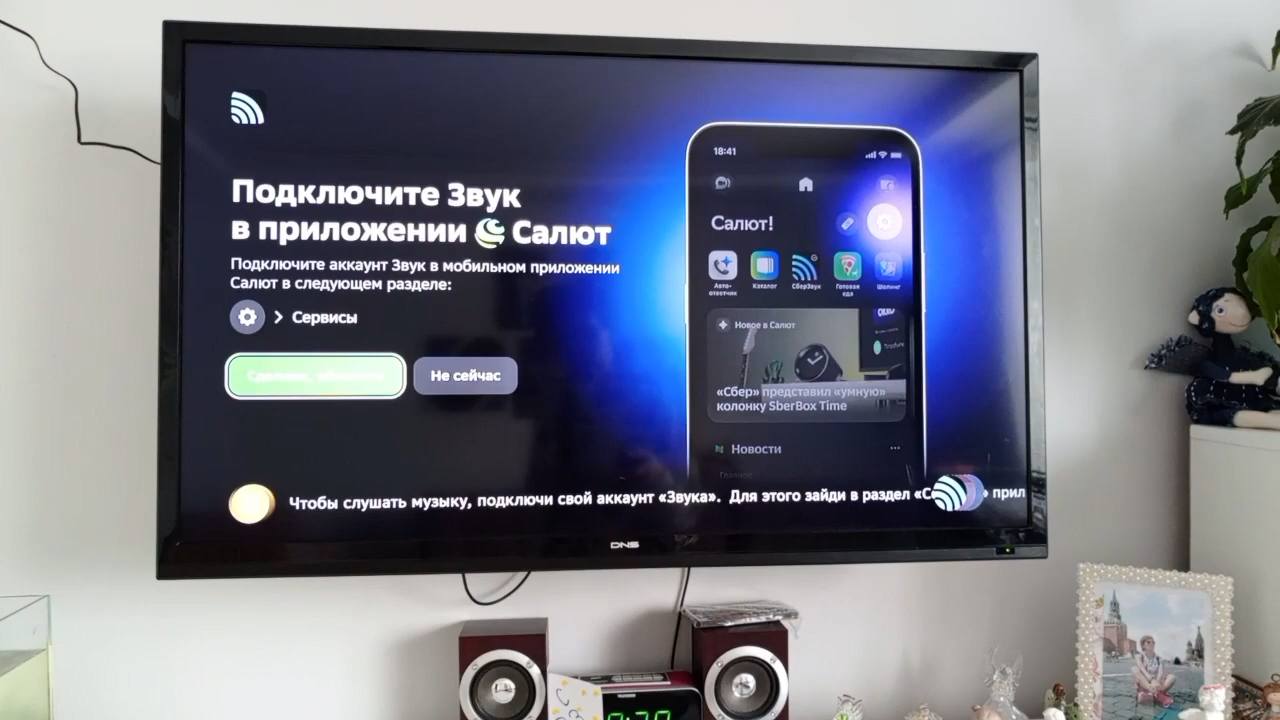 Подключите Звук
в приложении Салют
Подключите аккаунт Звук в мобильном приложении
Салют в следующем разделе:
Сервисы
Не сейчас
18:41
Салют!
Авто-
ответчик
Каталог
СберЗвук
Готовая
еда
Шопинг
Новое в Салют
«Сбер» представил «умную»
колонку SberBox Time
Новости
Главное
Чтобы слушать музыку, подключи свой аккаунт «Звука». Для этого зайди в раздел «С » прил
DNS